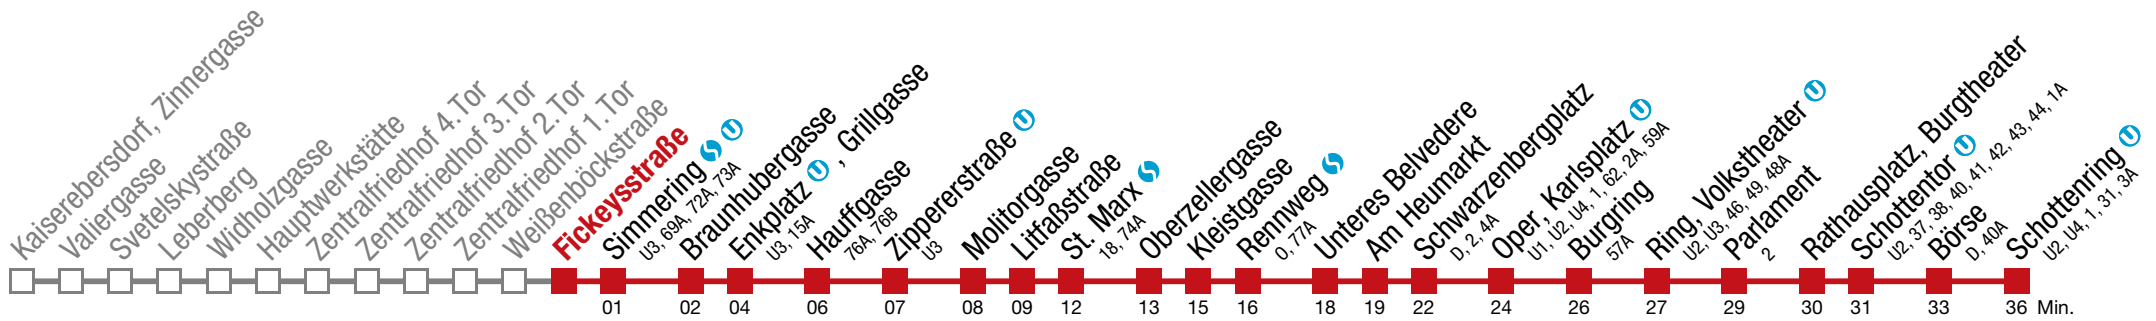 Kaiserebersdorf, Zinnergasse
Valiergasse
Svetelskystraße
Leberberg
Widholzgasse
Hauptwerkstätte
Zentralfriedhof 4.Tor
Zentralfriedhof 3.Tor
Zentralfriedhof 2.Tor
Zentralfriedhof 1.Tor
Weißenböckstraße
Fickeysstraße
Simmering S U
U3, 69A, 72A, 73A
Braunhubergasse
Enkplatz U , Grillgasse
U3, 15A
Hauffgasse
76A, 76B
Zippererstraße U
U3
Molitorgasse
Litfaßstraße
St. Marx S
18, 74A
Oberzellergasse
Kleistgasse
Rennweg S
O, 77A
Unteres Belvedere
Am Heumarkt
Schwarzenbergplatz
D, 2, 4A
Oper, Karlsplatz U
U1, U2, U4, 1, 62, 2A, 59A
Burgring
57A
Ring, Volkstheater U
U2, U3, 46, 49, 48A
Parlament
2
Rathausplatz, Burgtheater
Schottentor U
U2, 37, 38, 40, 41, 42, 43, 44, 1A
Börse
D, 40A
Schottenring U
U2, U4, 1, 31, 3A
01 02 04 06 07 08 09 12 13 15 16 18 19 22 24 26 27 29 30 31 33 36 Min.